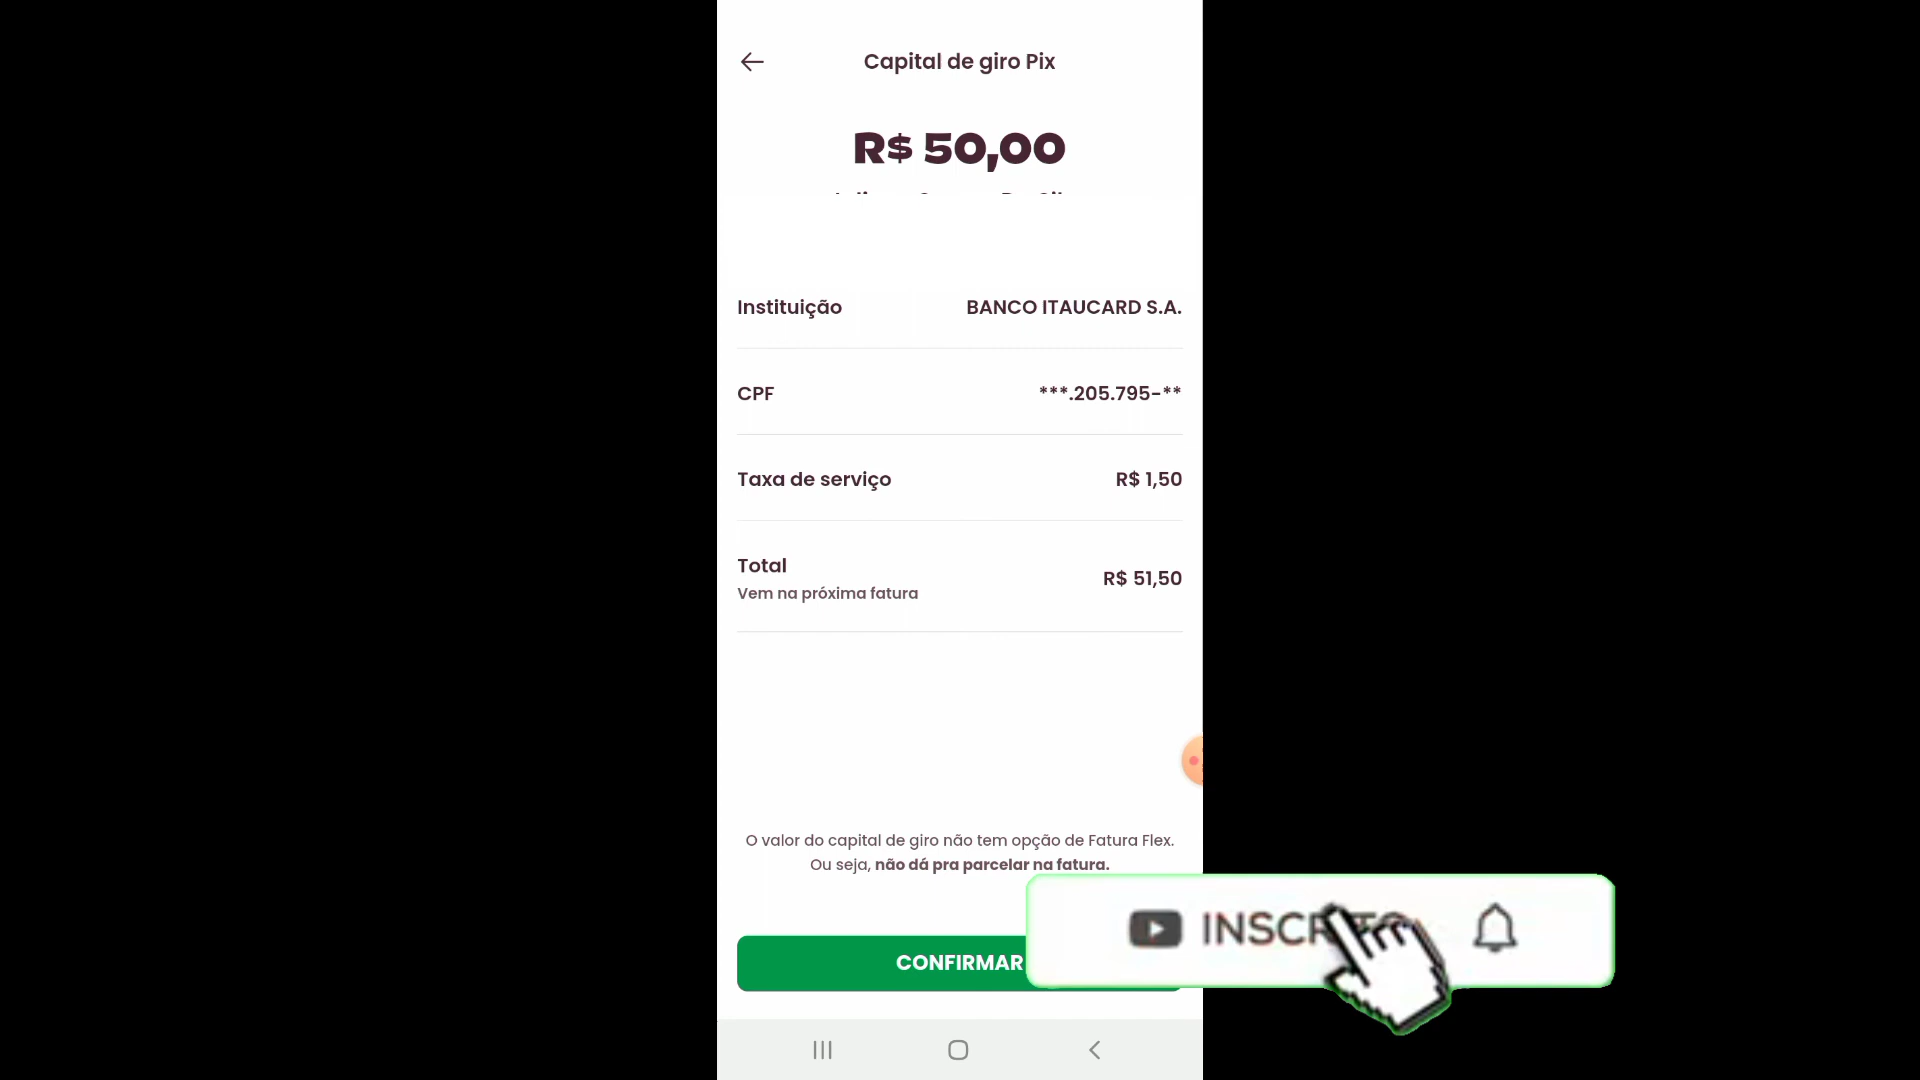 Capital de giro Pix
R$ 50,00
Instituição BANCO ITAUCARD S.A.
CPF ***.205.795-**
Taxa de serviço R$ 1,50
Total
R$ 51,50
Vem na próxima fatura
O valor do capital de giro não tem opção de Fatura Flex.
Ou seja, não dá pra parcelar na fatura.
CONFIRMAR